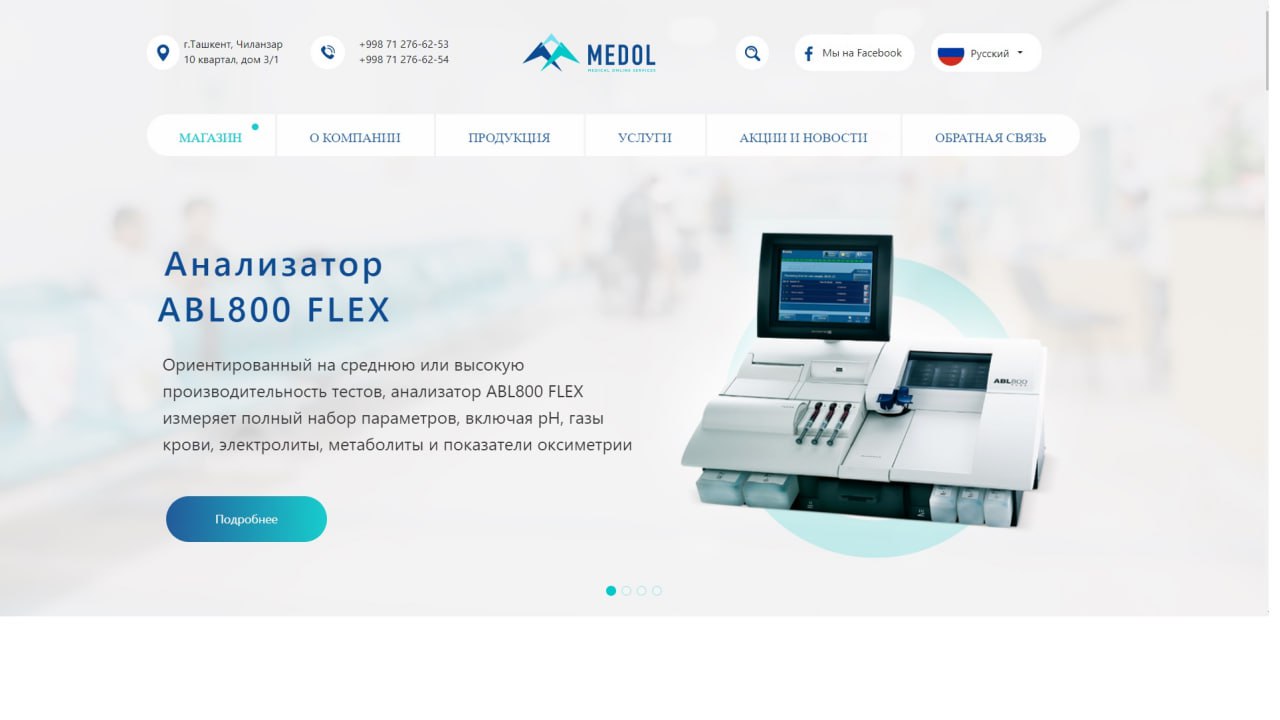 г.Ташкент, Чиланзар
10 квартал, дом 3/1
+998 71 276-62-53
+998 71 276-62-54
MEDOL
MEDICAL ONLINE SERVICES
Мы на Facebook
Русский
МАГАЗИН
О КОМПАНИИ
ПРОДУКЦИЯ
УСЛУГИ
АКЦИИ И НОВОСТИ
ОБРАТНАЯ СВЯЗЬ
Анализатор
ABL800 FLEX
Ориентированный на среднюю или высокую
производительность тестов, анализатор ABL800 FLEX
измеряет полный набор параметров, включая pH, газы
крови, электролиты, метаболиты и показатели оксиметрии
ABL800
FLEX
Подробнее